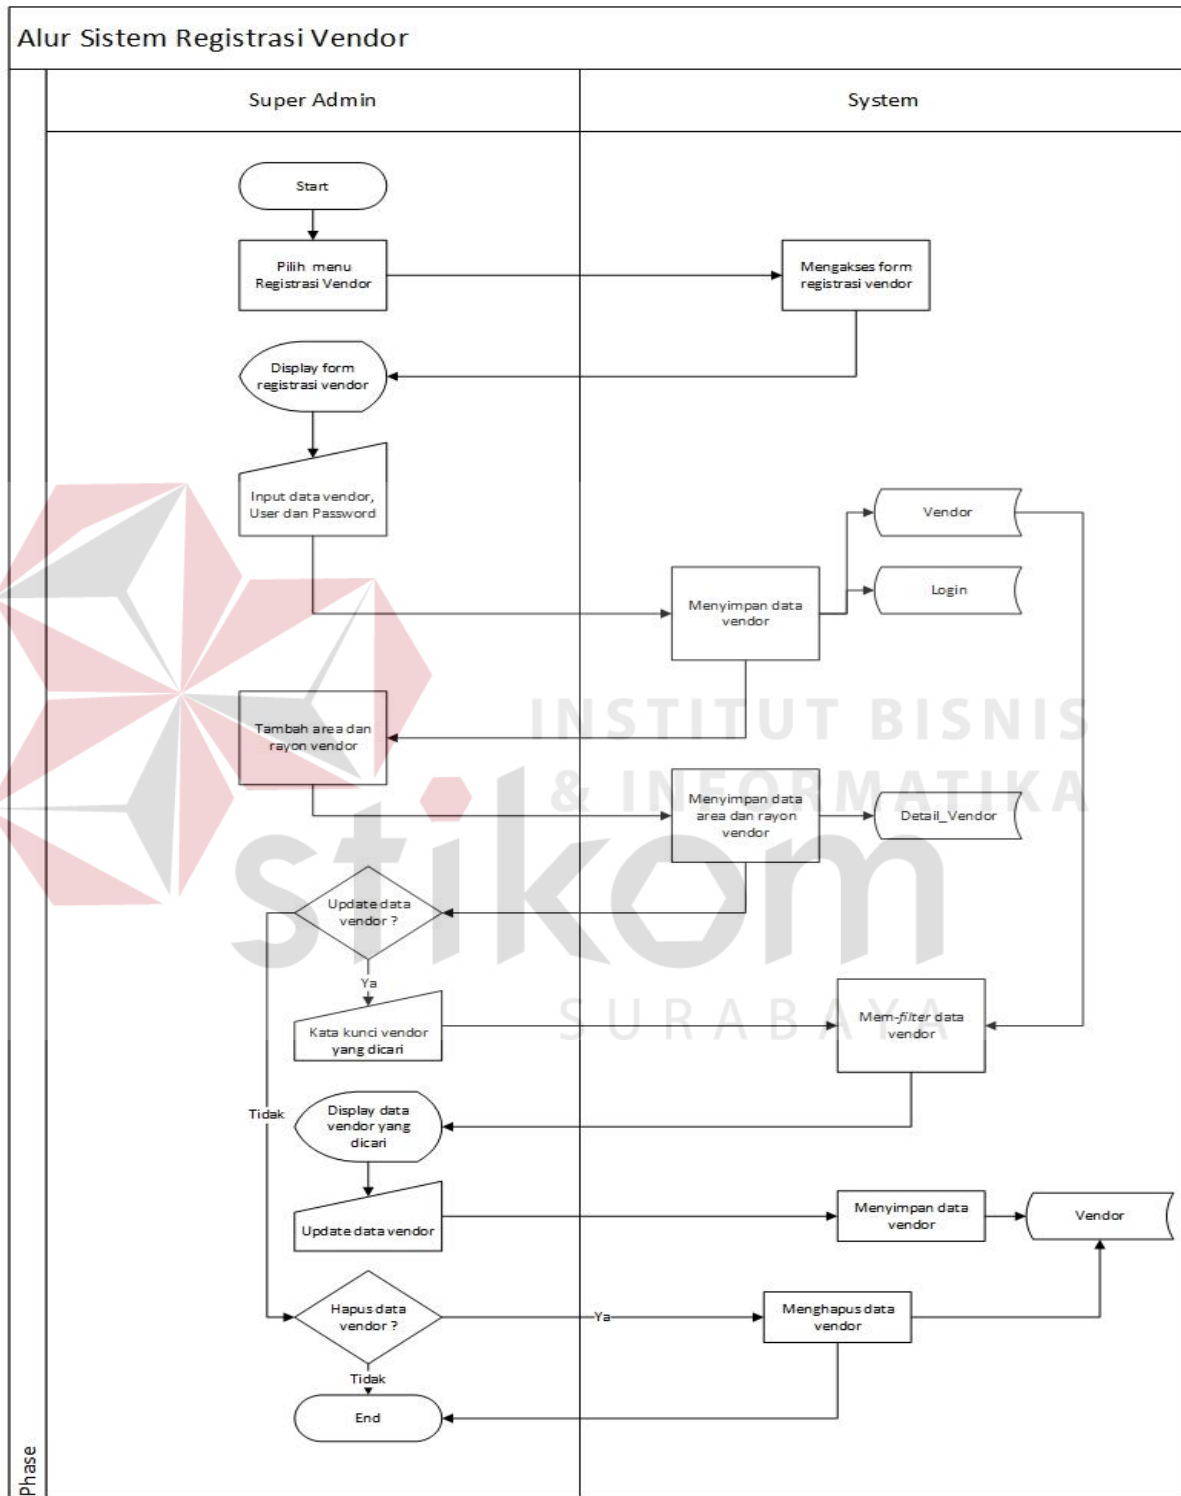 Alur Sistem Registrasi Vendor
Super Admin
System
Start
Pilih menu
Registrasi Vendor
Mengakses form
registrasi vendor
Display form
registrasi vendor
Input data vendor,
User dan Password
Vendor
Login
Menyimpan data
vendor
Tambah area dan
rayon vendor
INSTITUT BISNIS
& INFORMATIKA
Menyimpan data
area dan rayon
vendor
Detail_Vendor
stikom
SURABAYA
Update data
vendor ?
Ya
Kata kunci vendor
yang dicari
Mem-filter data
vendor
Tidak
Display data
vendor yang
dicari
Update data vendor
Menyimpan data
vendor
Vendor
Hapus data
vendor ?
Ya
Menghapus data
vendor
Tidak
End
Phase